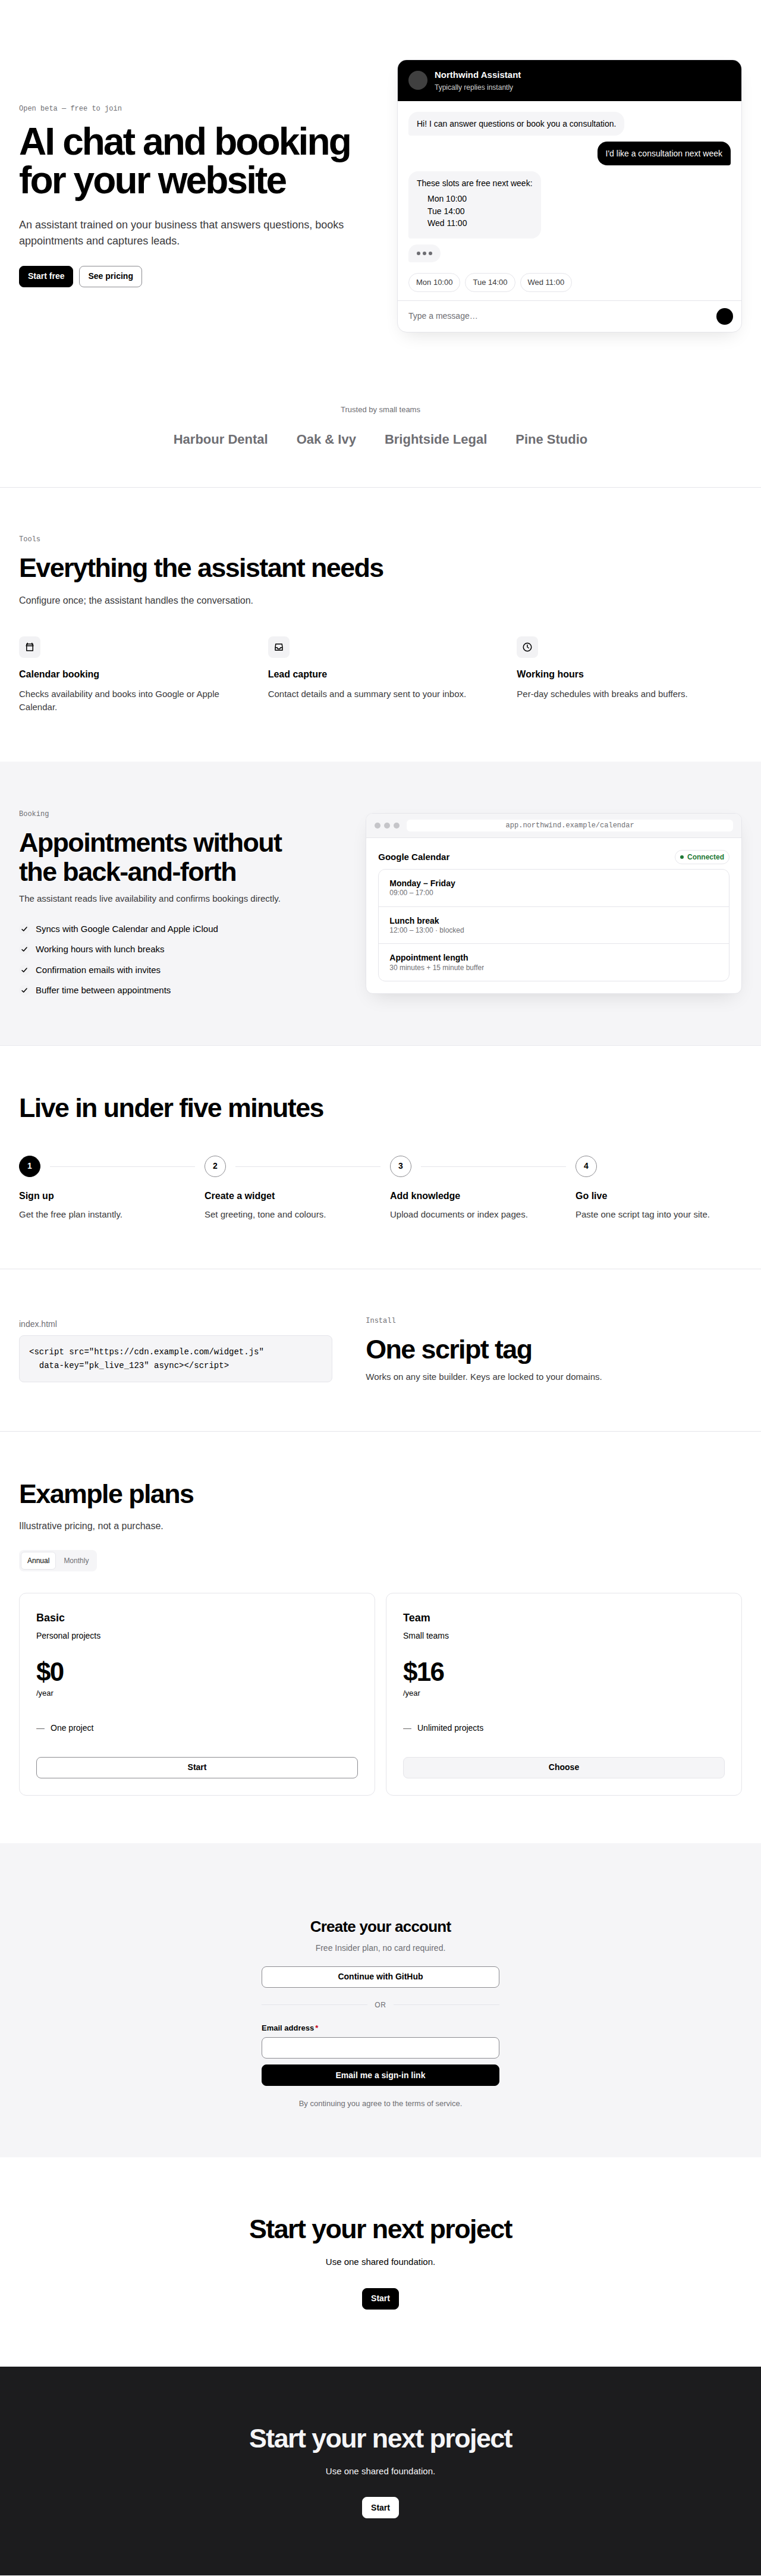 Open beta — free to join
AI chat and booking
for your website
An assistant trained on your business that answers questions, books
appointments and captures leads.
Start free
See pricing
Northwind Assistant
Typically replies instantly
Hi! I can answer questions or book you a consultation.
I'd like a consultation next week
These slots are free next week:
Mon 10:00
Tue 14:00
Wed 11:00
Mon 10:00
Tue 14:00
Wed 11:00
Type a message…
Trusted by small teams
Harbour Dental
Oak & Ivy
Brightside Legal
Pine Studio
Tools
Everything the assistant needs
Configure once; the assistant handles the conversation.
Calendar booking
Checks availability and books into Google or Apple
Calendar.
Lead capture
Contact details and a summary sent to your inbox.
Working hours
Per-day schedules with breaks and buffers.
Booking
Appointments without
the back-and-forth
The assistant reads live availability and confirms bookings directly.
Syncs with Google Calendar and Apple iCloud
Working hours with lunch breaks
Confirmation emails with invites
Buffer time between appointments
app.northwind.example/calendar
Google Calendar
Connected
Monday – Friday
09:00 – 17:00
Lunch break
12:00 – 13:00 · blocked
Appointment length
30 minutes + 15 minute buffer
Live in under five minutes
1
Sign up
Get the free plan instantly.
2
Create a widget
Set greeting, tone and colours.
3
Add knowledge
Upload documents or index pages.
4
Go live
Paste one script tag into your site.
index.html
<script src="https://cdn.example.com/widget.js"
data-key="pk_live_123" async></script>
Install
One script tag
Works on any site builder. Keys are locked to your domains.
Example plans
Illustrative pricing, not a purchase.
Annual
Monthly
Basic
Personal projects
$0
/year
— One project
Start
Team
Small teams
$16
/year
— Unlimited projects
Choose
Create your account
Free Insider plan, no card required.
Continue with GitHub
OR
Email address *
Email me a sign-in link
By continuing you agree to the terms of service.
Start your next project
Use one shared foundation.
Start
Start your next project
Use one shared foundation.
Start